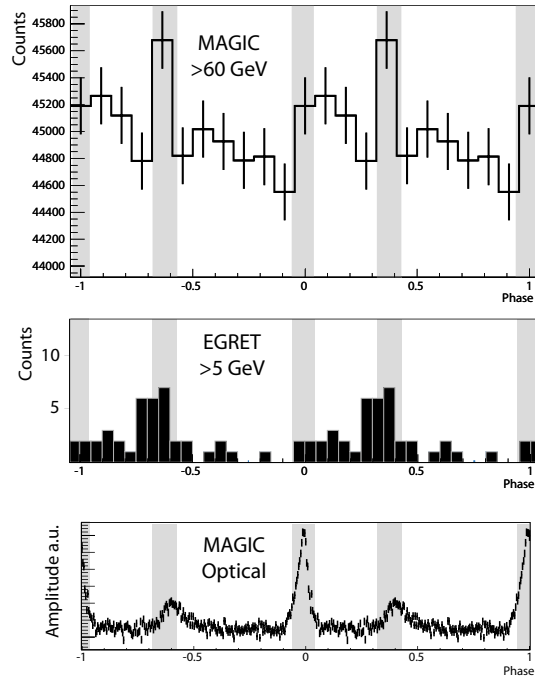 Counts
45800
45600
45400
45200
45000
44800
44600
44400
44200
44000
MAGIC
>60 GeV
-1 -0.5 0 0.5 1
Phase
Counts
10
5
EGRET
>5 GeV
-1 -0.5 0 0.5 1
Phase
Amplitude a.u.
MAGIC
Optical
-1 -0.5 0 0.5 1
Phase